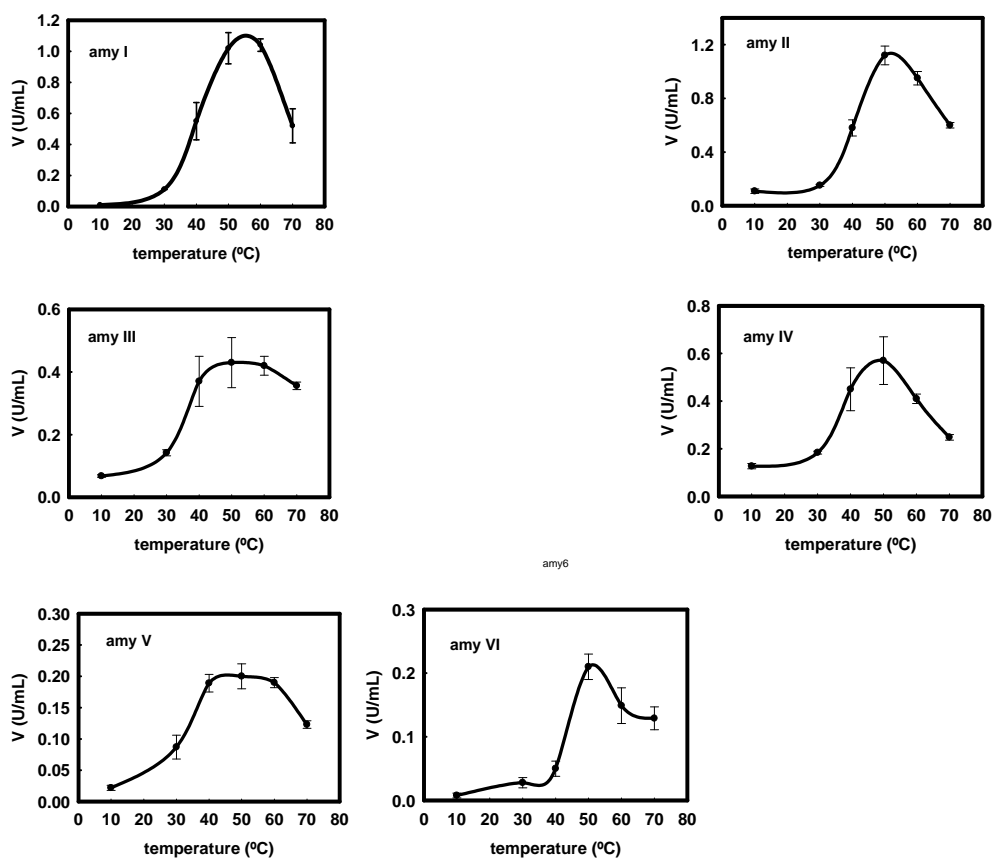 amy I
V (U/mL)
1.2
1.0
0.8
0.6
0.4
0.2
0.0
0 10 20 30 40 50 60 70 80
temperature (ºC)
amy II
V (U/mL)
1.2
0.8
0.4
0.0
0 10 20 30 40 50 60 70 80
temperature (ºC)
amy III
V (U/mL)
0.6
0.4
0.2
0.0
0 10 20 30 40 50 60 70 80
temperature (ºC)
amy IV
V (U/mL)
0.8
0.6
0.4
0.2
0.0
0 10 20 30 40 50 60 70 80
temperature (ºC)
amy6
amy V
V (U/mL)
0.30
0.25
0.20
0.15
0.10
0.05
0.00
0 10 20 30 40 50 60 70 80
temperature (ºC)
amy VI
V (U/mL)
0.3
0.2
0.1
0.0
0 10 20 30 40 50 60 70 80
temperature (ºC)